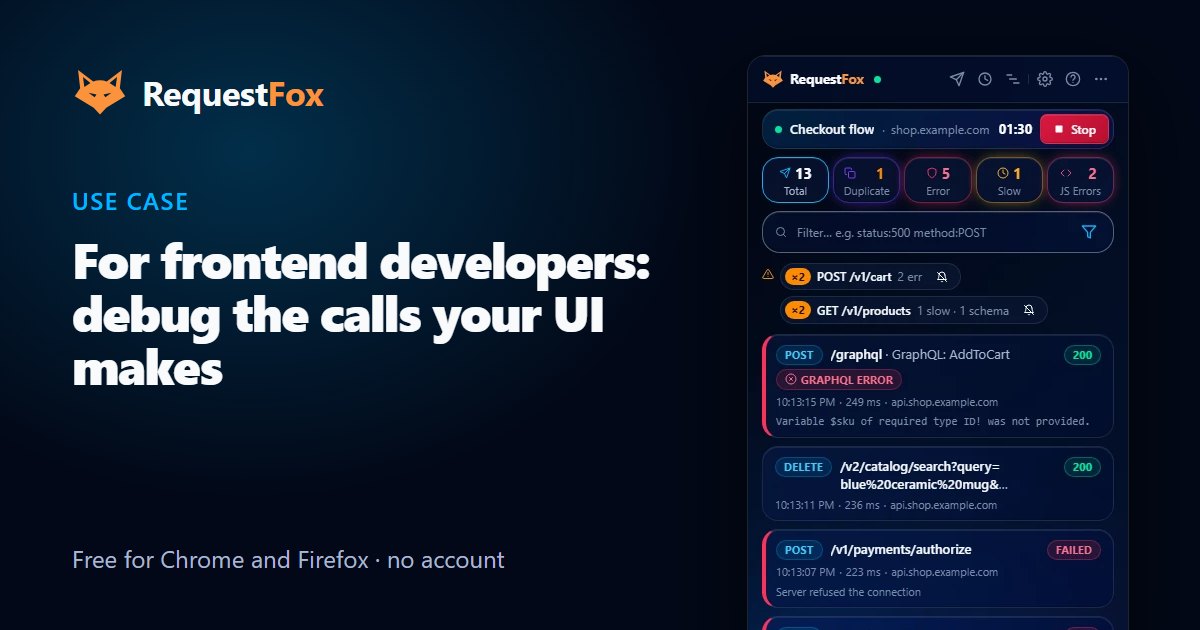 RequestFox
USE CASE
For frontend developers:
debug the calls your UI
makes
Free for Chrome and Firefox · no account
RequestFox
Checkout flow · shop.example.com 01:30 Stop
13 Total
1 Duplicate
5 Error
1 Slow
2 JS Errors
Filter... e.g. status:500 method:POST
×2 POST /v1/cart 2 err
×2 GET /v1/products 1 slow · 1 schema
POST /graphql · GraphQL: AddToCart 200
GRAPHQL ERROR
10:13:15 PM · 249 ms · api.shop.example.com
Variable $sku of required type ID! was not provided.
DELETE /v2/catalog/search?query= 200
blue%20ceramic%20mug&...
10:13:11 PM · 236 ms · api.shop.example.com
POST /v1/payments/authorize FAILED
10:13:07 PM · 223 ms · api.shop.example.com
Server refused the connection